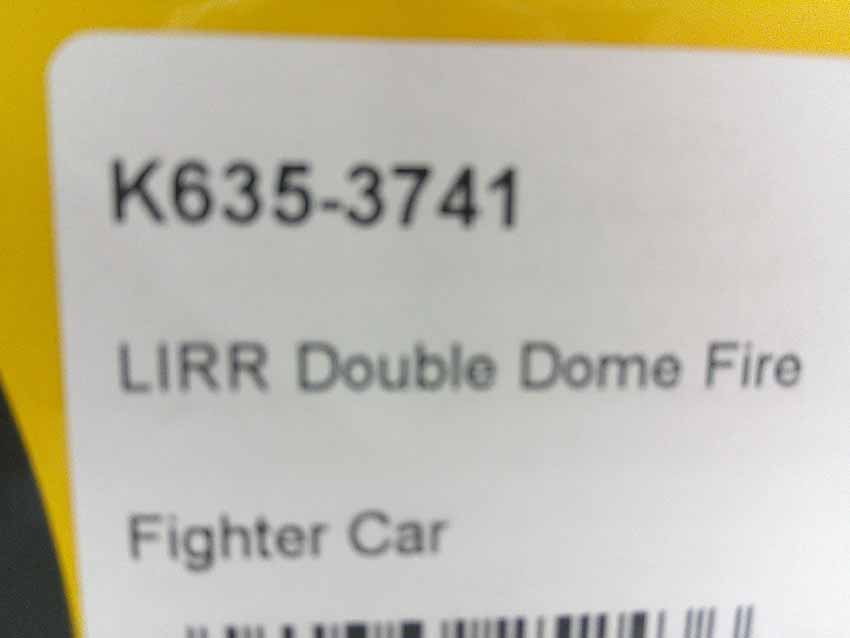 K635-3741
LIRR Double Dome Fire
Fighter Car